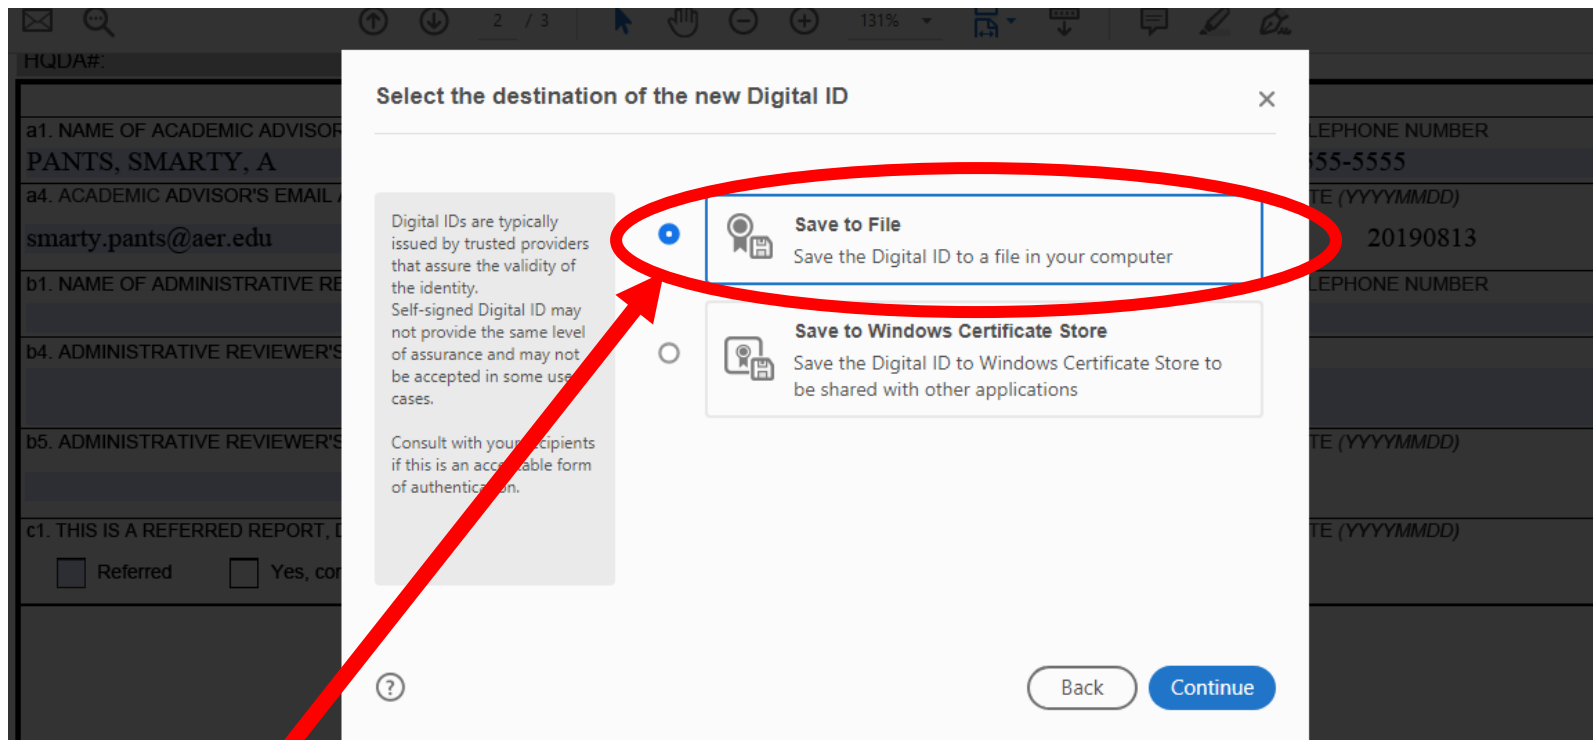 2 / 3 131%
HQDA#:
Select the destination of the new Digital ID
a1. NAME OF ACADEMIC ADVISOR
LEPHONE NUMBER
PANTS, SMARTY, A
555-5555
a4. ACADEMIC ADVISOR'S EMAIL
TE (YYYYMMDD)
smarty.pants@aer.edu
20190813
b1. NAME OF ADMINISTRATIVE RE
LEPHONE NUMBER
b4. ADMINISTRATIVE REVIEWER'S
b5. ADMINISTRATIVE REVIEWER'S
TE (YYYYMMDD)
c1. THIS IS A REFERRED REPORT,
TE (YYYYMMDD)
Referred
Yes, cor
Digital IDs are typically
issued by trusted providers
that assure the validity of
the identity.
Self-signed Digital ID may
not provide the same level
of assurance and may not
be accepted in some use
cases.
Consult with your recipients
if this is an acceptable form
of authentication.
Save to File
Save the Digital ID to a file in your computer
Save to Windows Certificate Store
Save the Digital ID to Windows Certificate Store to
be shared with other applications
?
Back
Continue